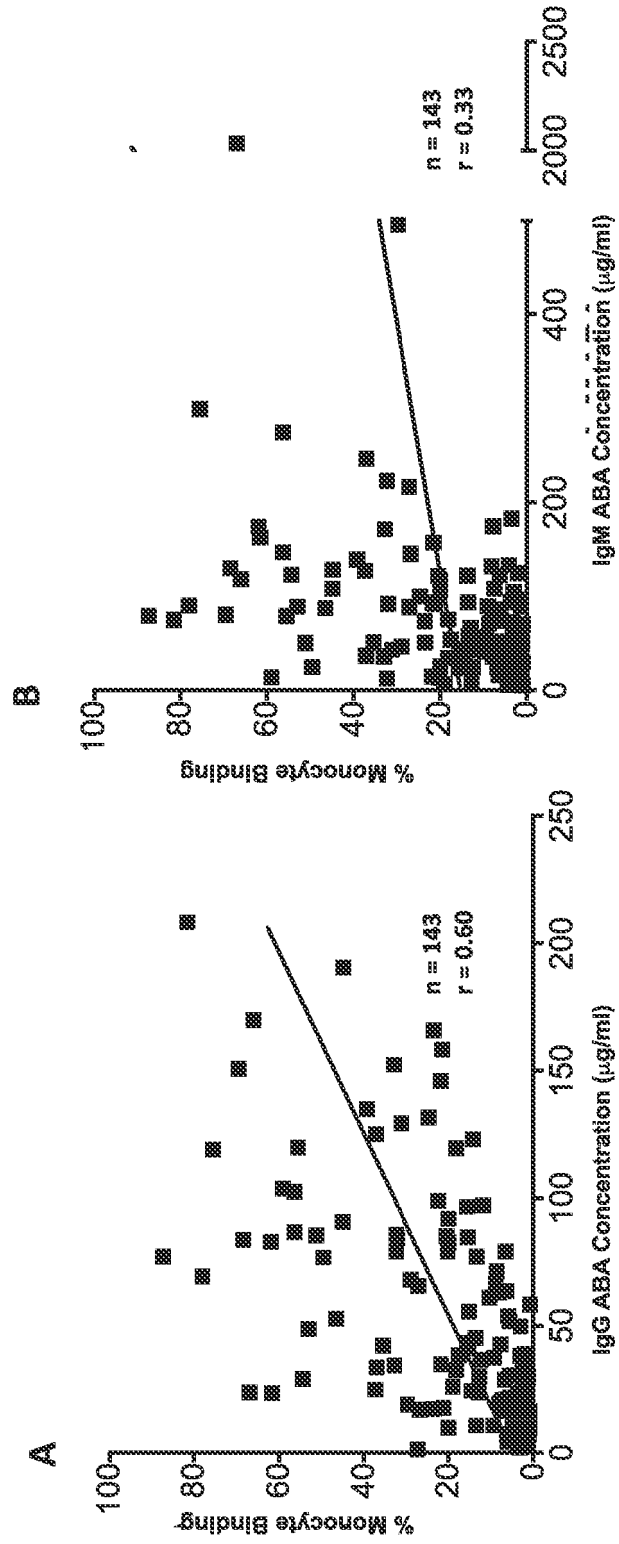 A
100
80
60
40
20
0
% Monocyte Binding
0
50
100
150
200
250
IgG ABA Concentration (µg/ml)
n = 143
r = 0.60
B
100
80
60
40
20
0
% Monocyte Binding
0
200
400
2000
2500
IgM ABA Concentration (µg/ml)
n = 143
r = 0.33